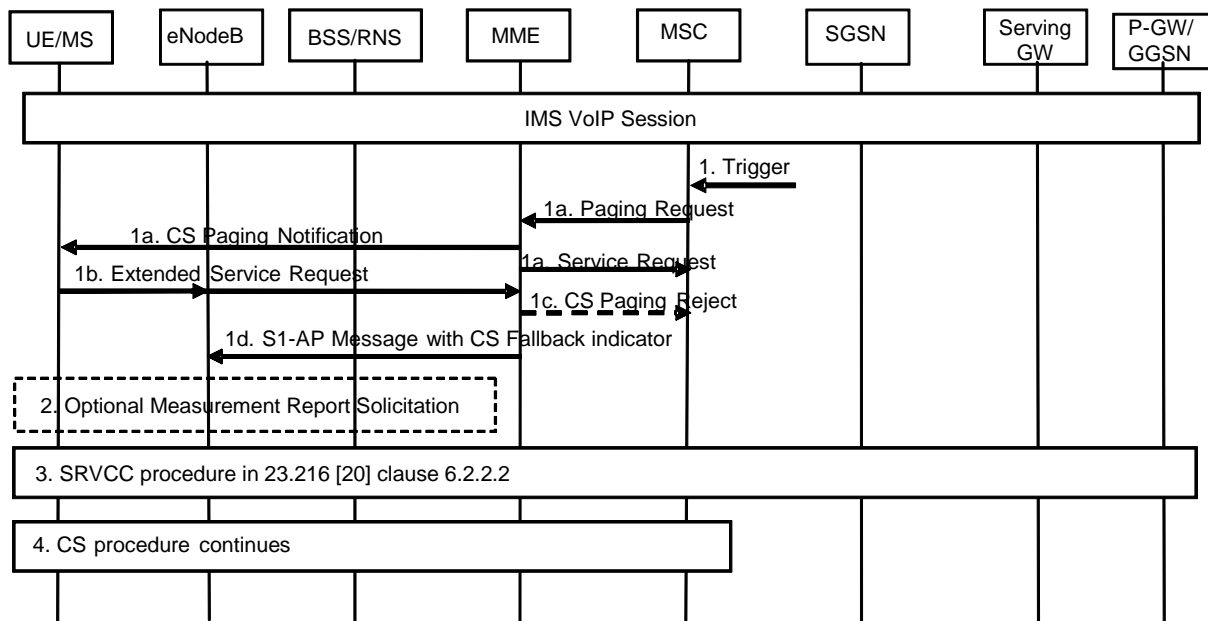 UE/MS
eNodeB
BSS/RNS
MME
MSC
SGSN
Serving
GW
P-GW/
GGSN
IMS VoIP Session
1. Trigger
1a. Paging Request
1a. CS Paging Notification
1a. Service Request
1b. Extended Service Request
1c. CS Paging Reject
1d. S1-AP Message with CS Fallback indicator
2. Optional Measurement Report Solicitation
3. SRVCC procedure in 23.216 [20] clause 6.2.2.2
4. CS procedure continues